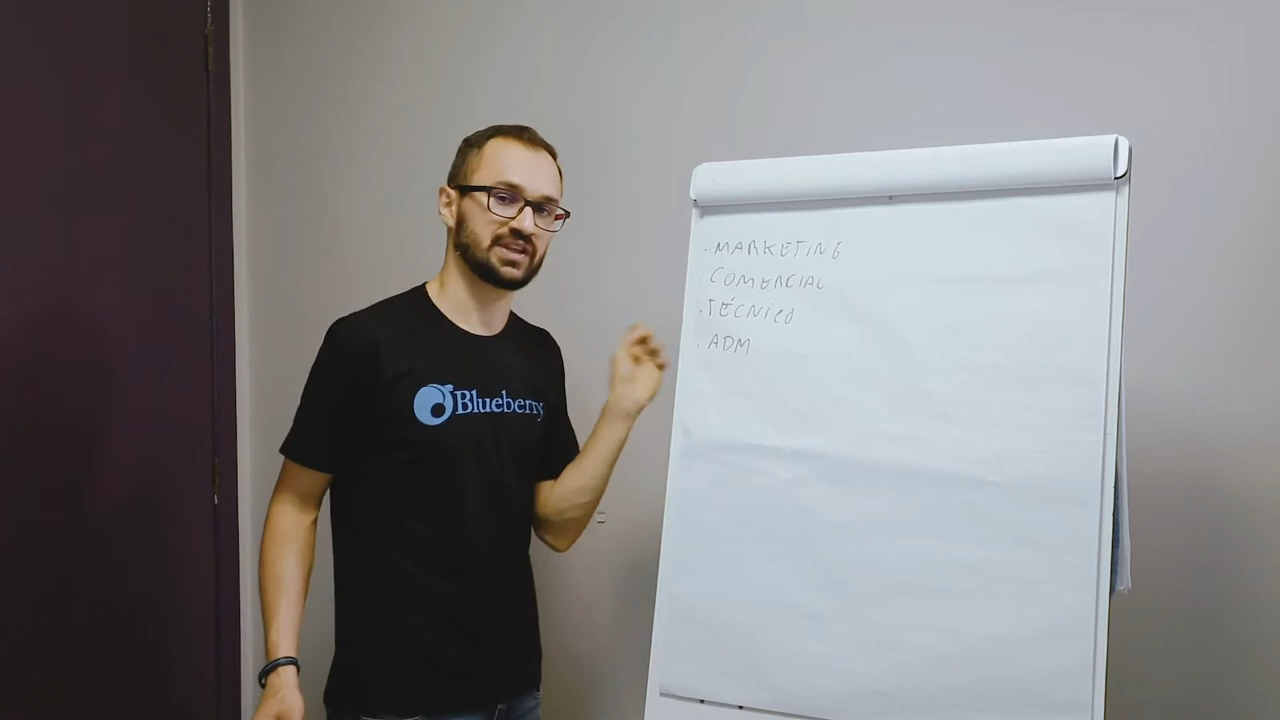 Blueberry
· MARKETING
· COMERCIAL
· TÉCNICO
· ADM